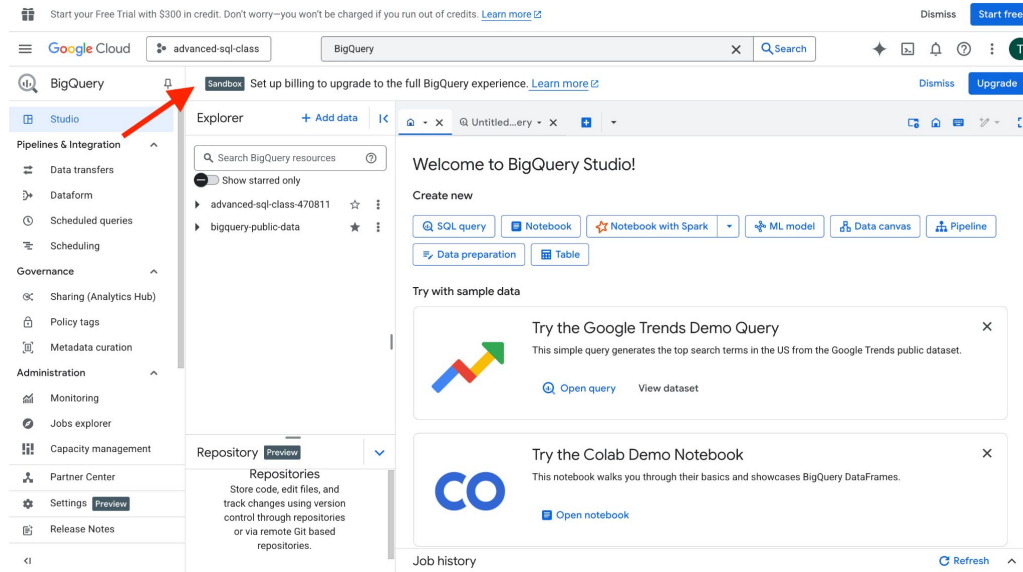 Start your Free Trial with $300 in credit. Don't worry—you won't be charged if you run out of credits. Learn more
Dismiss
Start free
Google Cloud
advanced-sql-class
BigQuery
Search
T
BigQuery
Sandbox Set up billing to upgrade to the full BigQuery experience. Learn more
Dismiss
Upgrade
Studio
Pipelines & Integration
Data transfers
Dataform
Scheduled queries
Scheduling
Governance
Sharing (Analytics Hub)
Policy tags
Metadata curation
Administration
Monitoring
Jobs explorer
Capacity management
Partner Center
Settings Preview
Release Notes
Explorer
+ Add data
Search BigQuery resources
Show starred only
advanced-sql-class-470811
bigquery-public-data
Repository Preview
Repositories
Store code, edit files, and
track changes using version
control through repositories
or via remote Git based
repositories.
Untitled...ery
Welcome to BigQuery Studio!
Create new
SQL query
Notebook
Notebook with Spark
ML model
Data canvas
Pipeline
Data preparation
Table
Try with sample data
Try the Google Trends Demo Query
This simple query generates the top search terms in the US from the Google Trends public dataset.
Open query
View dataset
Try the Colab Demo Notebook
This notebook walks you through their basics and showcases BigQuery DataFrames.
Open notebook
Job history
Refresh